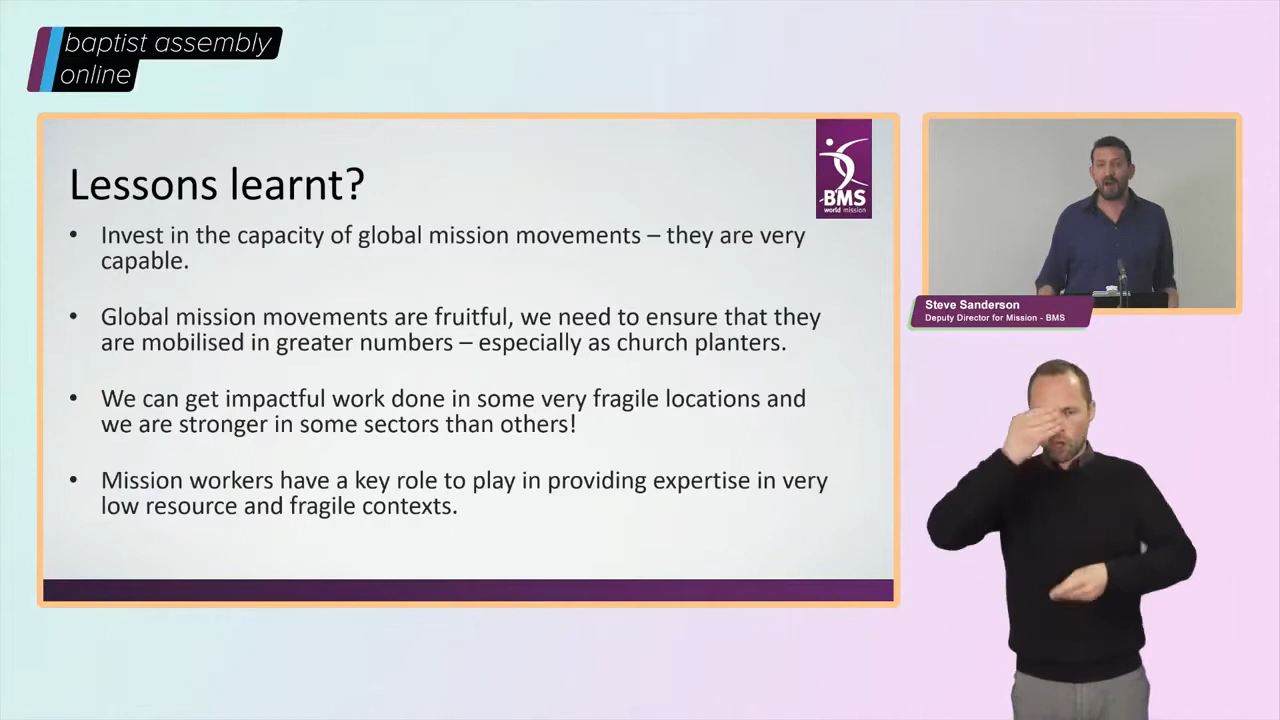 baptist assembly
online
Lessons learnt?
BMS
world mission
• Invest in the capacity of global mission movements – they are very
capable.
• Global mission movements are fruitful, we need to ensure that they
are mobilised in greater numbers – especially as church planters.
• We can get impactful work done in some very fragile locations and
we are stronger in some sectors than others!
• Mission workers have a key role to play in providing expertise in very
low resource and fragile contexts.
Steve Sanderson
Deputy Director for Mission - BMS